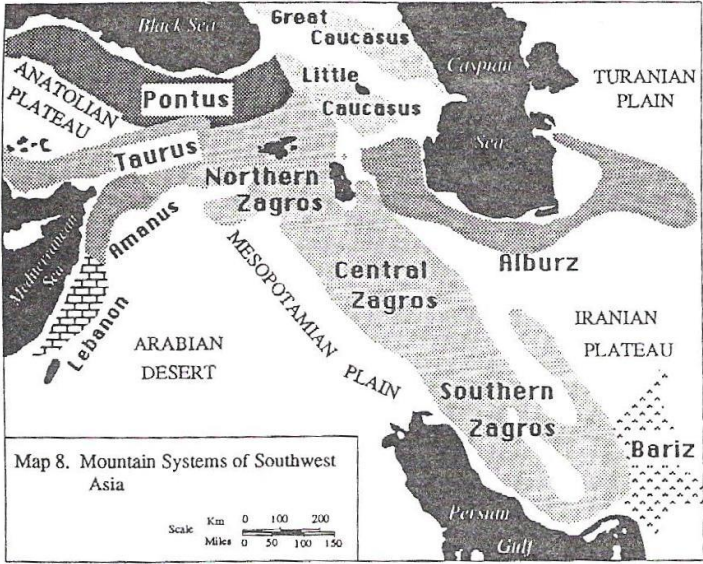 Black Sea
Great
Caucasus
Caspian
Sea
TURANIAN
PLAIN
ANATOLIAN
PLATEAU
Pontus
Little
Caucasus
Taurus
Northern
Zagros
Amanus
Mediterranean
Sea
Lebanon
MESOPOTAMIAN PLAIN
Central
Zagros
Alburz
ARABIAN
DESERT
IRANIAN
PLATEAU
Southern
Zagros
Bariz
Persian
Gulf
Map 8. Mountain Systems of Southwest
Asia
Scale
Km 0 100 200
Miles 0 50 100 150